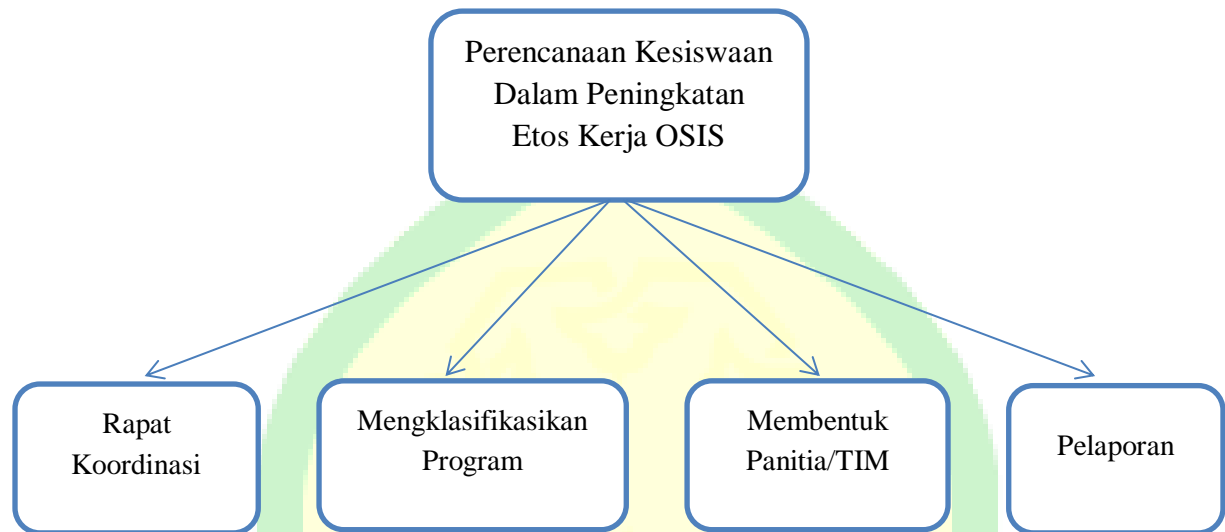 Perencanaan Kesiswaan
Dalam Peningkatan
Etos Kerja OSIS
Rapat
Koordinasi
Mengklasifikasikan
Program
Membentuk
Panitia/TIM
Pelaporan